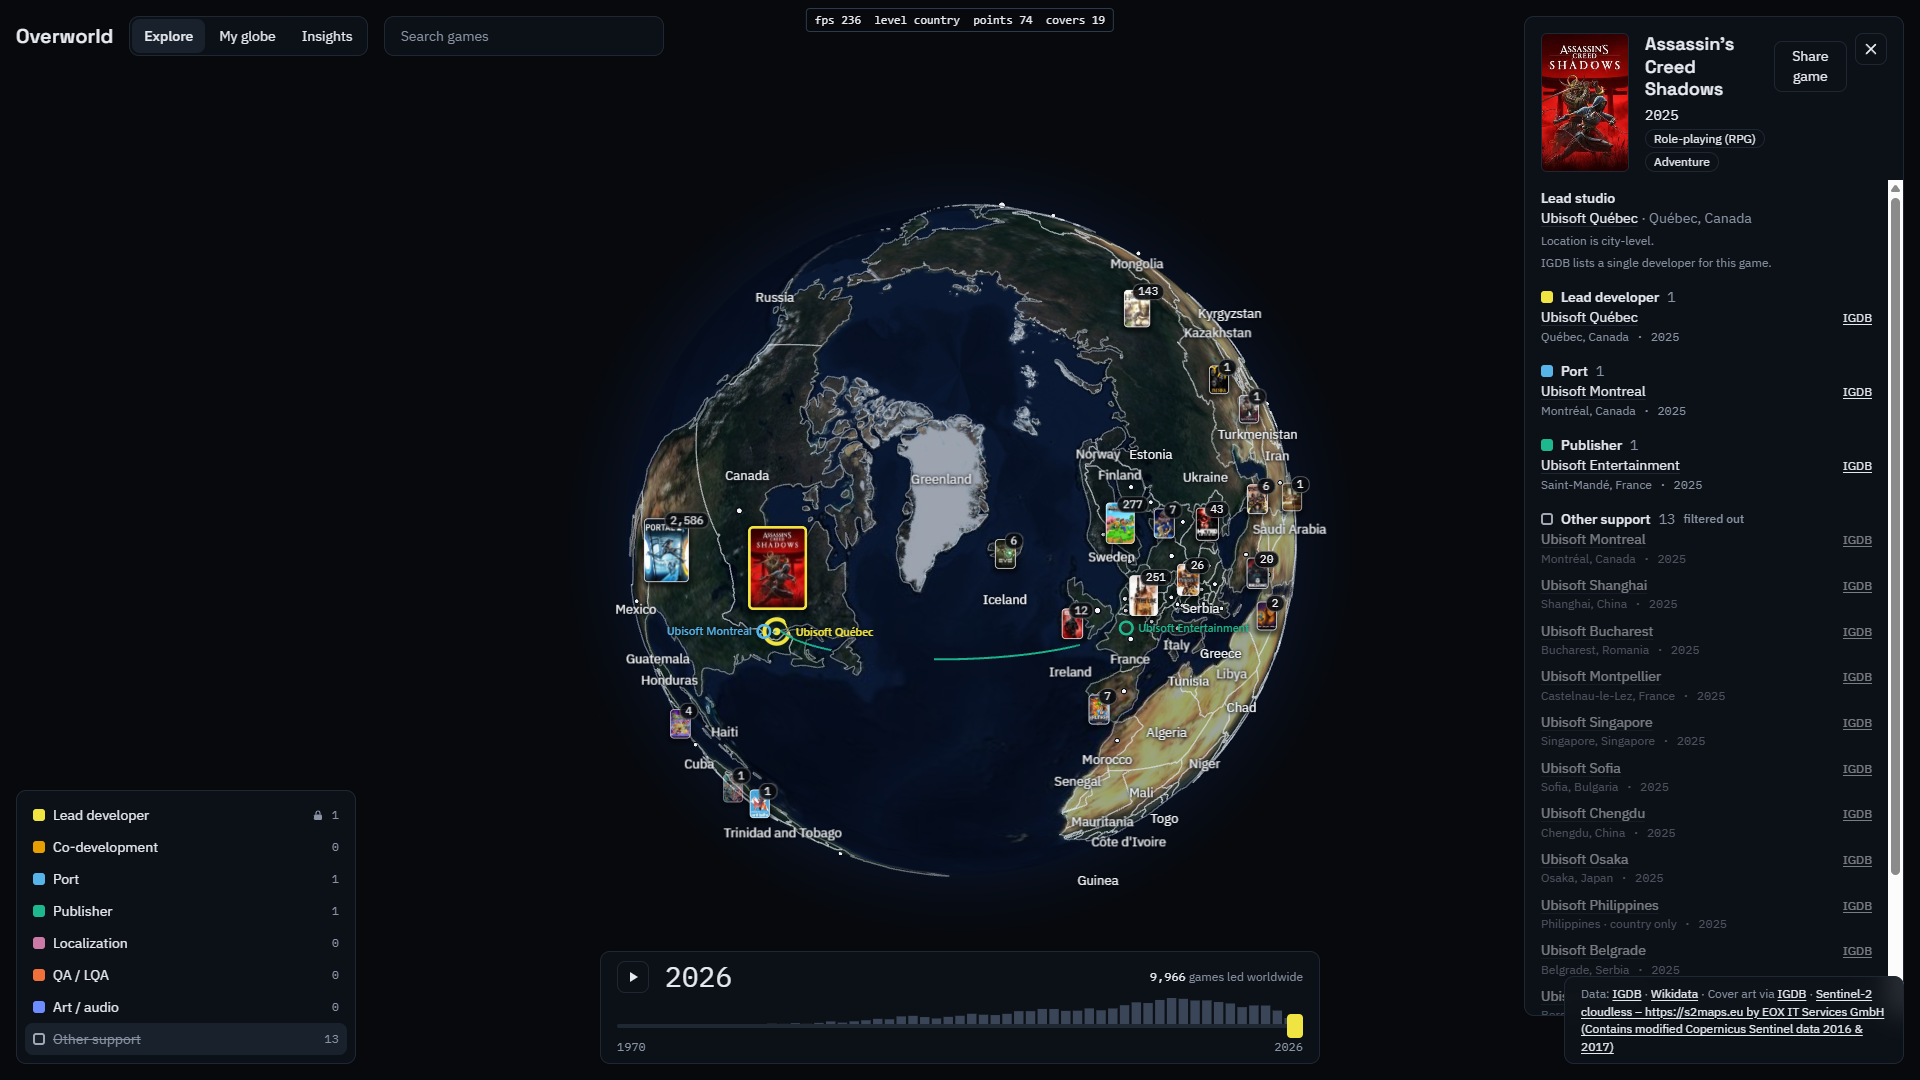 fps 236 level country points 74 covers 19
Overworld
Explore
My globe
Insights
Search games
Russia
Mongolia
143
Kyrgyzstan
Kazakhstan
1
1
Turkmenistan
Iran
Norway
Estonia
Finland
Ukraine
Canada
Greenland
6
1
277
7
43
Saudi Arabia
2,586
PORTAL 2
ASSASSIN'S
CREED
SHADOWS
6
Sweden
20
26
251
Iceland
Serbia
2
Mexico
12
Ubisoft Montreal
Ubisoft Québec
Ubisoft Entertainment
Italy
Greece
Guatemala
France
Ireland
Libya
Honduras
Tunisia
7
Chad
4
Haiti
Algeria
Cuba
Morocco
Niger
1
Senegal
1
Mali
Mauritania
Togo
Trinidad and Tobago
Côte d'Ivoire
Guinea
Lead developer 1
Co-development 0
Port 1
Publisher 1
Localization 0
QA / LQA 0
Art / audio 0
Other support 13
2026
9,966 games led worldwide
1970
2026
ASSASSIN'S
CREED
SHADOWS
Assassin's
Creed
Shadows
2025
Role-playing (RPG)
Adventure
Share
game
Lead studio
Ubisoft Québec · Québec, Canada
Location is city-level.
IGDB lists a single developer for this game.
Lead developer 1
Ubisoft Québec IGDB
Québec, Canada · 2025
Port 1
Ubisoft Montreal IGDB
Montréal, Canada · 2025
Publisher 1
Ubisoft Entertainment IGDB
Saint-Mandé, France · 2025
Other support 13 filtered out
Ubisoft Montreal IGDB
Montréal, Canada · 2025
Ubisoft Shanghai IGDB
Shanghai, China · 2025
Ubisoft Bucharest IGDB
Bucharest, Romania · 2025
Ubisoft Montpellier IGDB
Castelnau-le-Lez, France · 2025
Ubisoft Singapore IGDB
Singapore, Singapore · 2025
Ubisoft Sofia IGDB
Sofia, Bulgaria · 2025
Ubisoft Chengdu IGDB
Chengdu, China · 2025
Ubisoft Osaka IGDB
Osaka, Japan · 2025
Ubisoft Philippines IGDB
Philippines · country only · 2025
Ubisoft Belgrade IGDB
Belgrade, Serbia · 2025
Data: IGDB · Wikidata · Cover art via IGDB · Sentinel-2
cloudless – https://s2maps.eu by EOX IT Services GmbH
(Contains modified Copernicus Sentinel data 2016 &
2017)